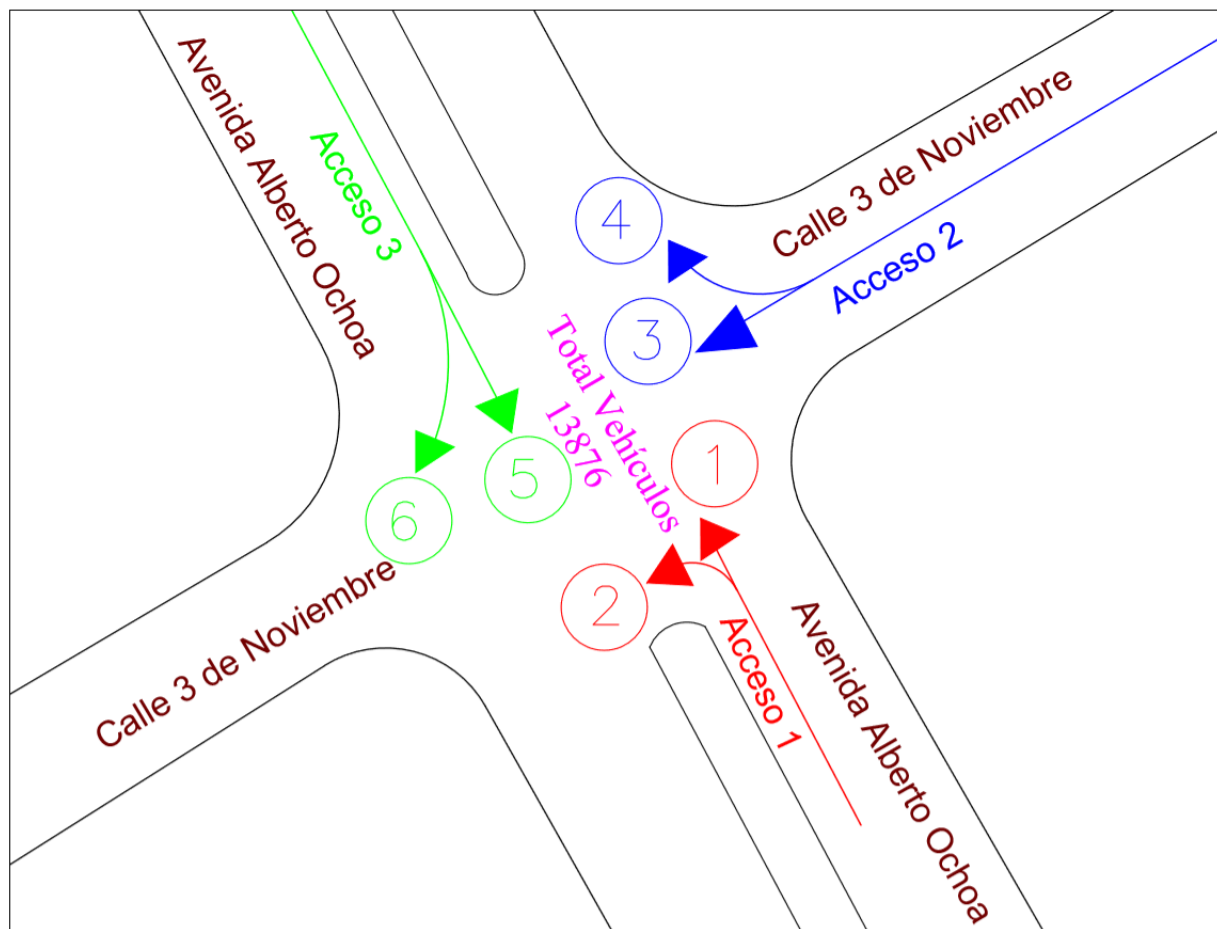 Avenida Alberto Ochoa
Acceso 3
Calle 3 de Noviembre
Acceso 2
4
3
Total Vehículos
13876
1
5
6
2
Calle 3 de Noviembre
Acceso 1
Avenida Alberto Ochoa